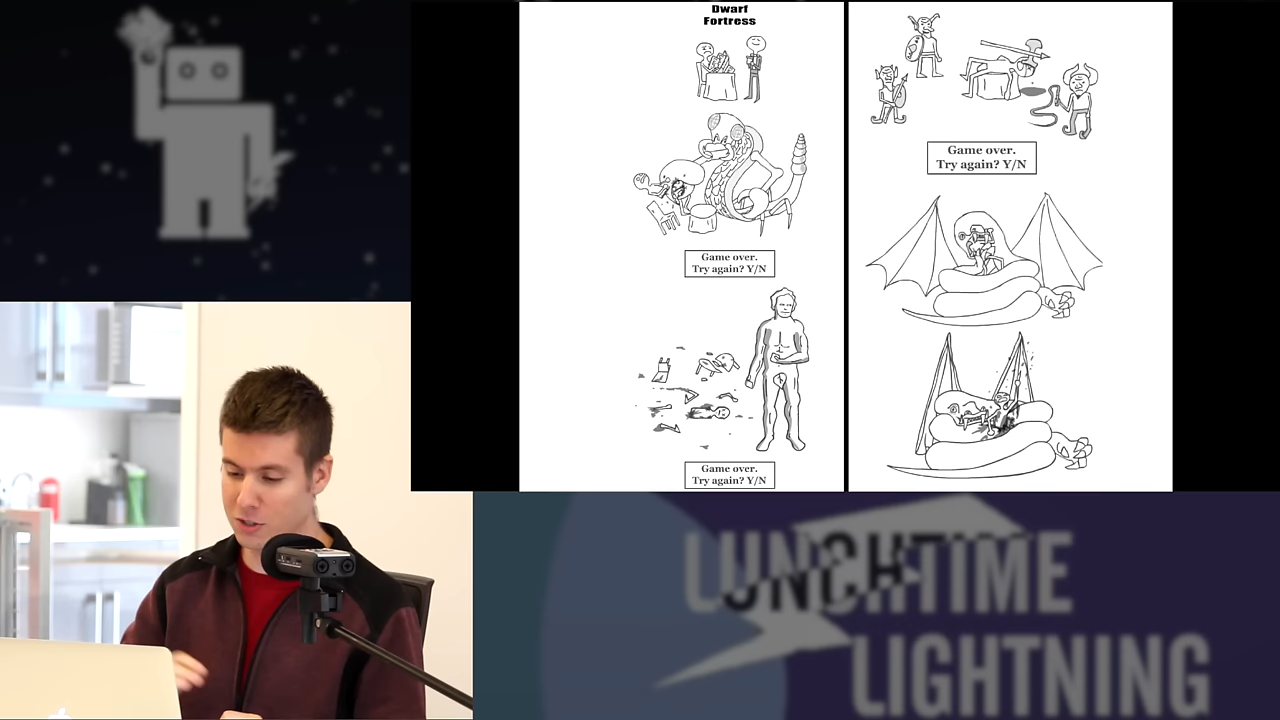 Dwarf
Fortress
Game over.
Try again? Y/N
Game over.
Try again? Y/N
Game over.
Try again? Y/N
LUNCHTIME
LIGHTNING